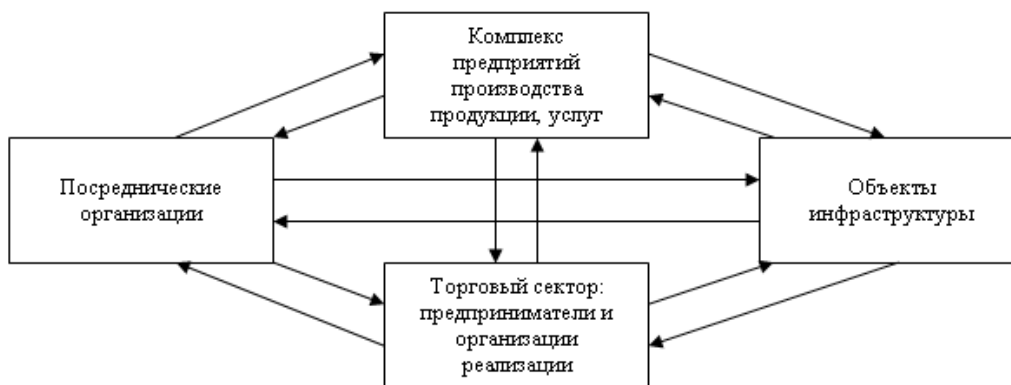 Комплекс
предприятий
производства
продукции, услуг
Посреднические
организации
Объекты
инфраструктуры
Торговый сектор:
предприниматели и
организации
реализации